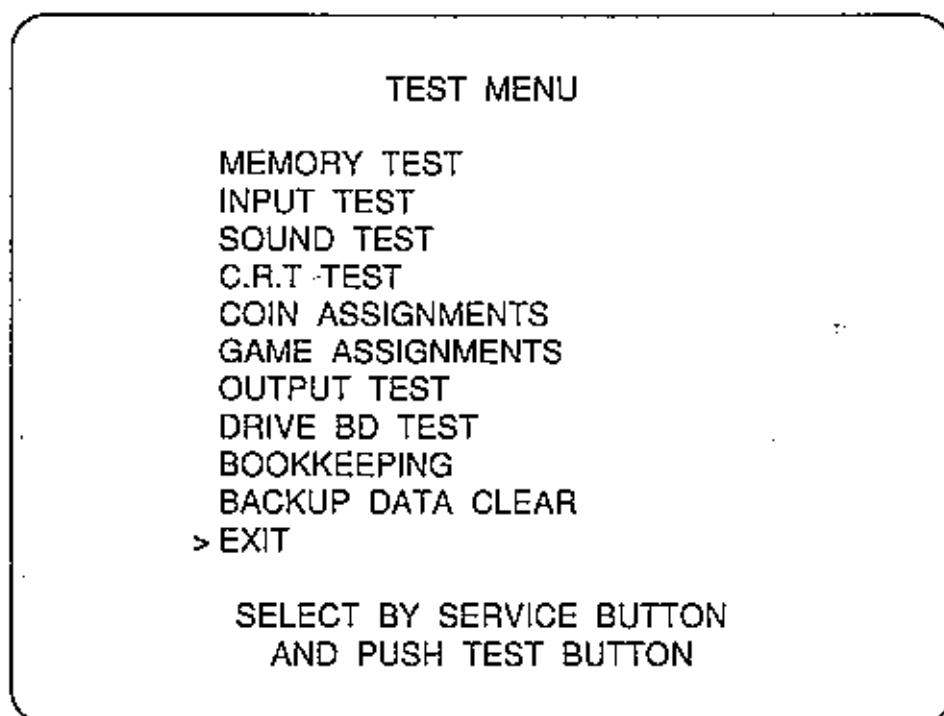 TEST MENU
MEMORY TEST
INPUT TEST
SOUND TEST
C.R.T TEST
COIN ASSIGNMENTS
GAME ASSIGNMENTS
OUTPUT TEST
DRIVE BD TEST
BOOKKEEPING
BACKUP DATA CLEAR
> EXIT
SELECT BY SERVICE BUTTON
AND PUSH TEST BUTTON